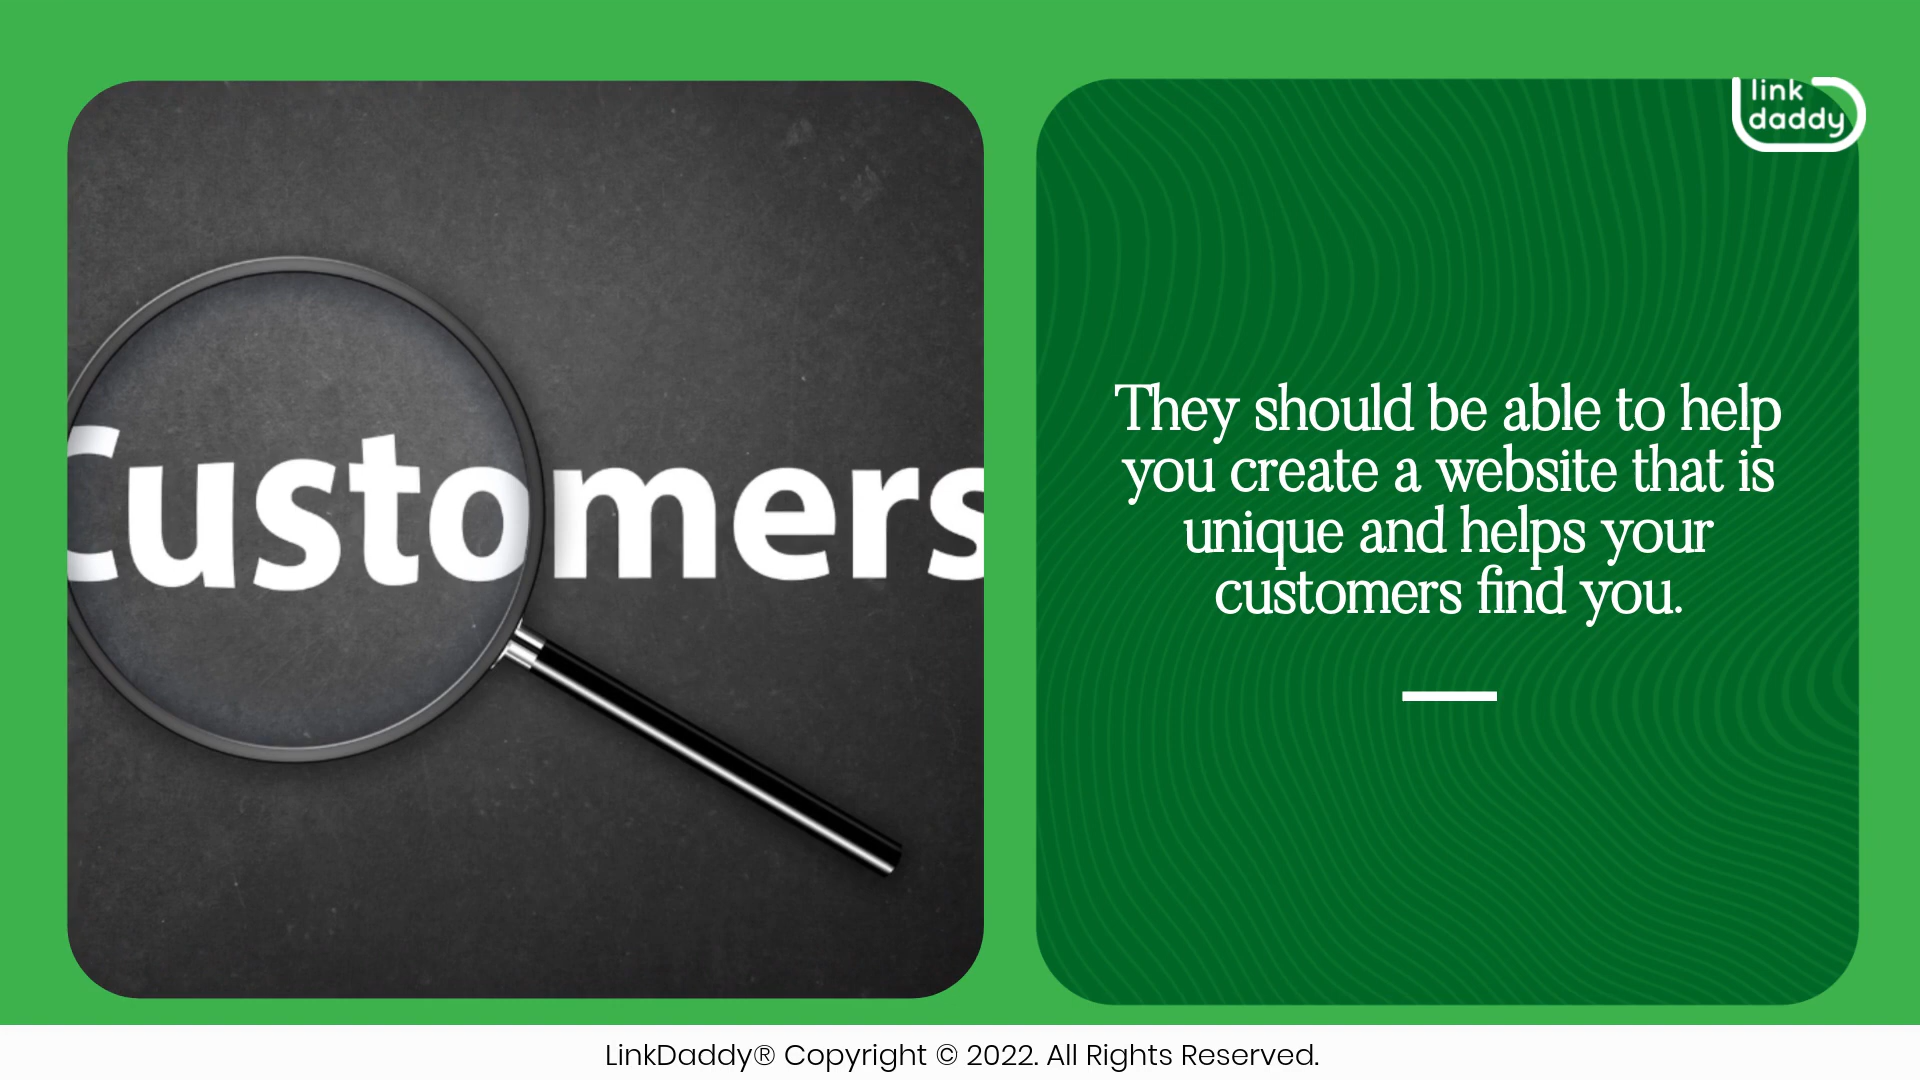 Customers
link
daddy
They should be able to help
you create a website that is
unique and helps your
customers find you.
LinkDaddy® Copyright © 2022. All Rights Reserved.